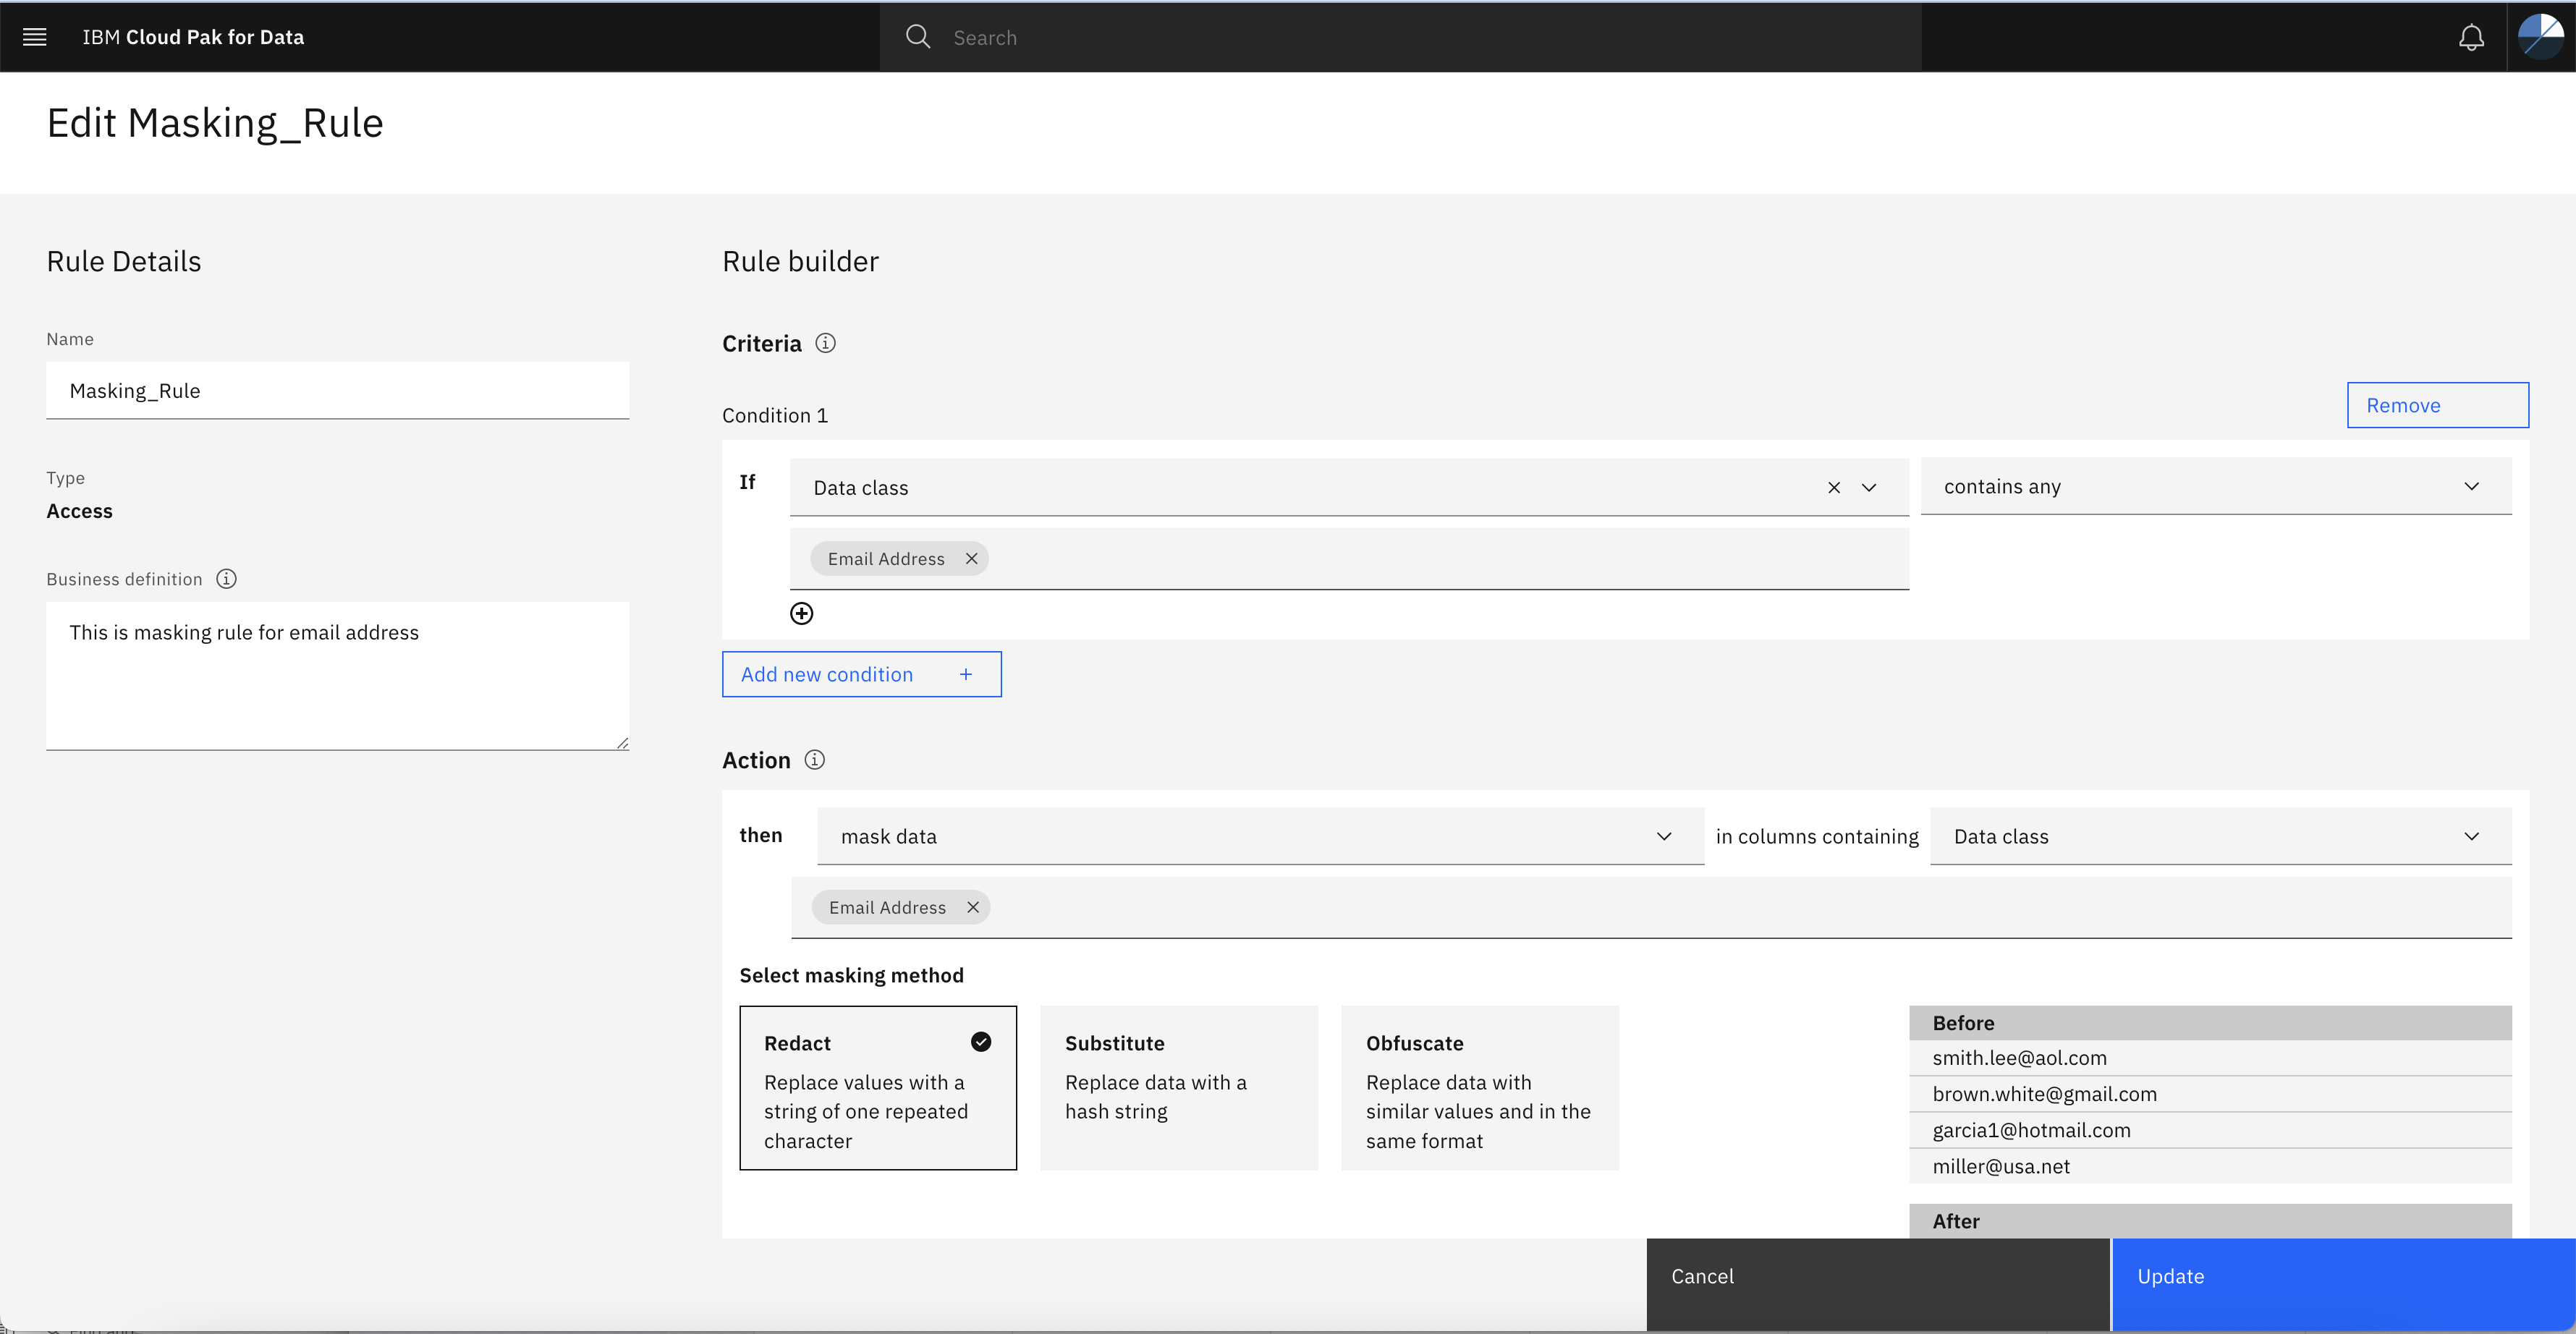 IBM Cloud Pak for Data
Search
Edit Masking_Rule
Rule Details
Name
Masking_Rule
Type
Access
Business definition
This is masking rule for email address
Rule builder
Criteria
Condition 1
Remove
If
Data class
contains any
Email Address
Add new condition +
Action
then
mask data
in columns containing
Data class
Email Address
Select masking method
Redact
Replace values with a
string of one repeated
character
Substitute
Replace data with a
hash string
Obfuscate
Replace data with
similar values and in the
same format
Before
smith.lee@aol.com
brown.white@gmail.com
garcia1@hotmail.com
miller@usa.net
After
Cancel
Update